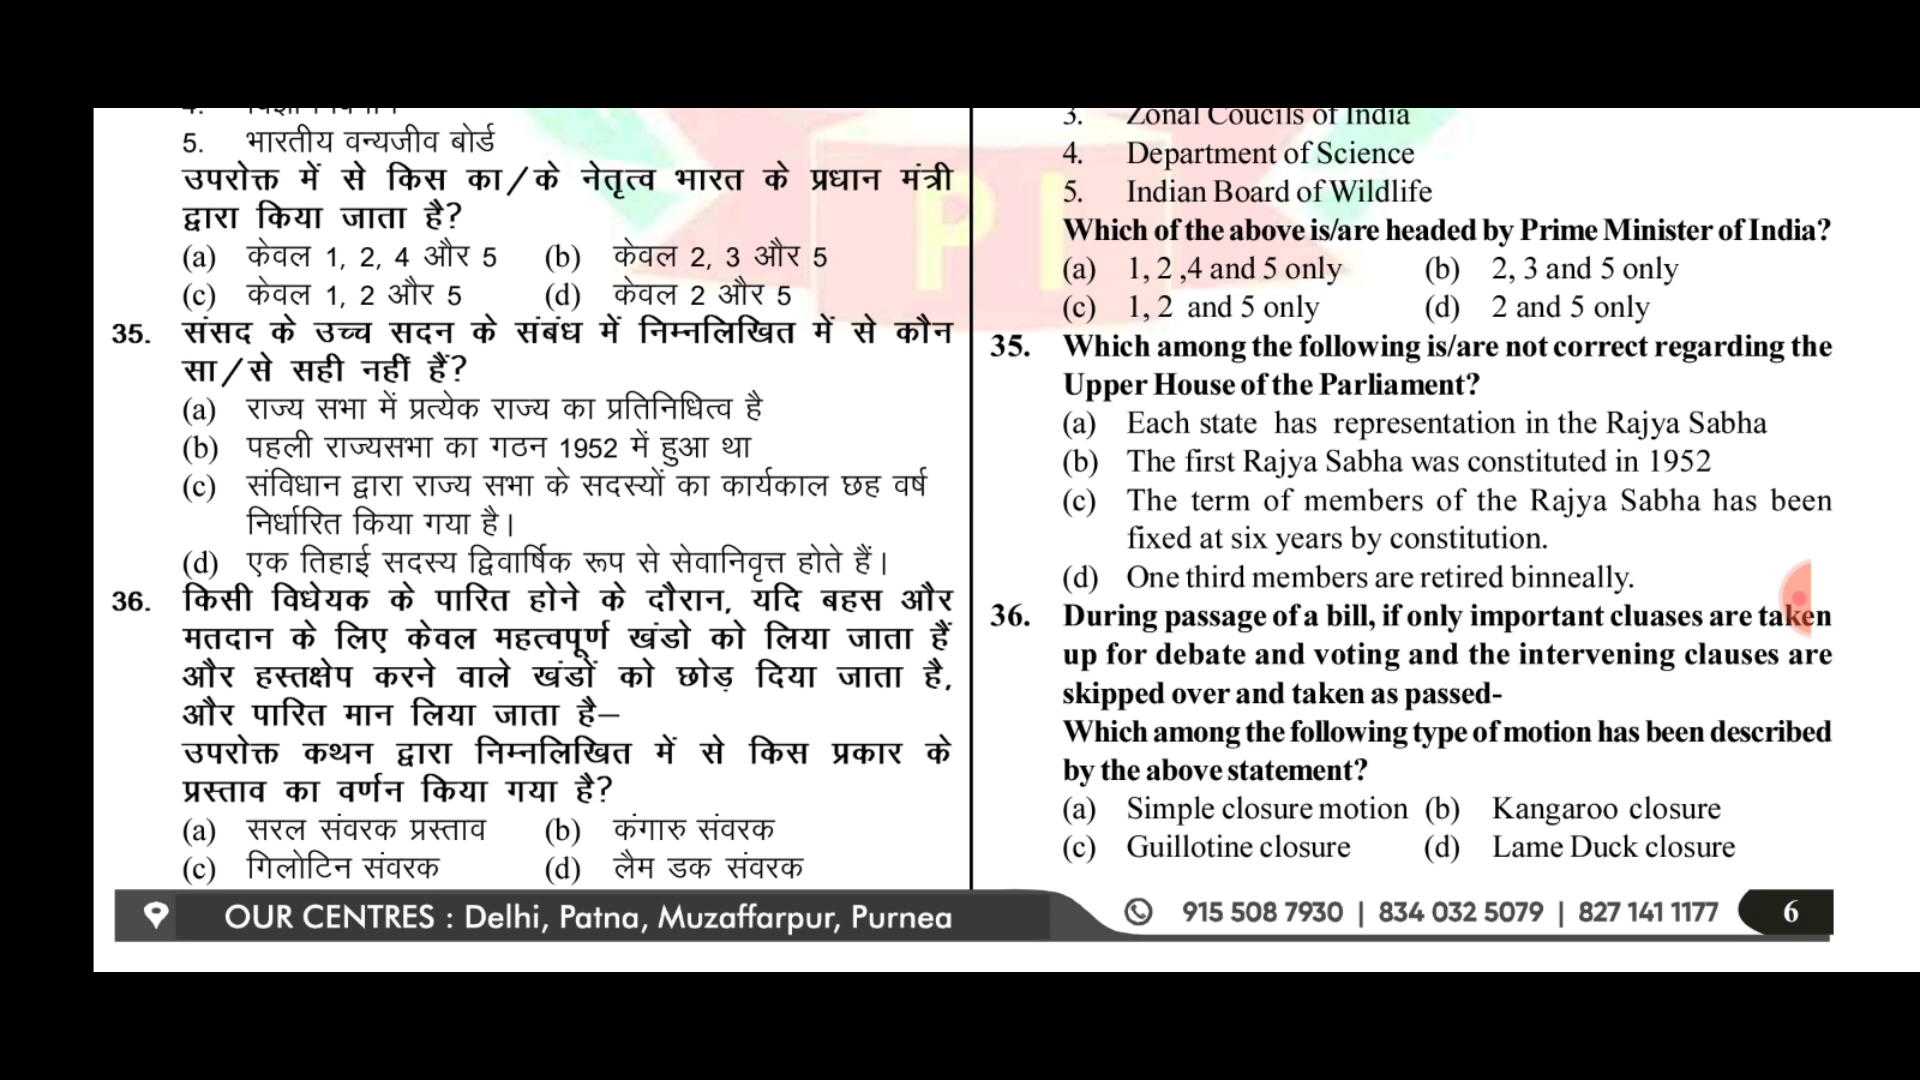 5. भारतीय वन्यजीव बोर्ड
उपरोक्त में से किस का/के नेतृत्व भारत के प्रधान मंत्री
द्वारा किया जाता है?
(a) केवल 1, 2, 4 और 5 (b) केवल 2, 3 और 5
(c) केवल 1, 2 और 5 (d) केवल 2 और 5
35. संसद के उच्च सदन के संबंध में निम्नलिखित में से कौन
सा/से सही नहीं हैं?
(a) राज्य सभा में प्रत्येक राज्य का प्रतिनिधित्व है
(b) पहली राज्यसभा का गठन 1952 में हुआ था
(c) संविधान द्वारा राज्य सभा के सदस्यों का कार्यकाल छह वर्ष
निर्धारित किया गया है।
(d) एक तिहाई सदस्य द्विवार्षिक रूप से सेवानिवृत्त होते हैं।
36. किसी विधेयक के पारित होने के दौरान, यदि बहस और
मतदान के लिए केवल महत्वपूर्ण खंडो को लिया जाता हैं
और हस्तक्षेप करने वाले खंडों को छोड़ दिया जाता है,
और पारित मान लिया जाता है–
उपरोक्त कथन द्वारा निम्नलिखित में से किस प्रकार के
प्रस्ताव का वर्णन किया गया है?
(a) सरल संवरक प्रस्ताव (b) कंगारु संवरक
(c) गिलोटिन संवरक (d) लैम डक संवरक
3. Zonal Coucils of India
4. Department of Science
5. Indian Board of Wildlife
Which of the above is/are headed by Prime Minister of India?
(a) 1, 2 ,4 and 5 only (b) 2, 3 and 5 only
(c) 1, 2 and 5 only (d) 2 and 5 only
35. Which among the following is/are not correct regarding the
Upper House of the Parliament?
(a) Each state has representation in the Rajya Sabha
(b) The first Rajya Sabha was constituted in 1952
(c) The term of members of the Rajya Sabha has been
fixed at six years by constitution.
(d) One third members are retired binneally.
36. During passage of a bill, if only important cluases are taken
up for debate and voting and the intervening clauses are
skipped over and taken as passed-
Which among the following type of motion has been described
by the above statement?
(a) Simple closure motion (b) Kangaroo closure
(c) Guillotine closure (d) Lame Duck closure
OUR CENTRES : Delhi, Patna, Muzaffarpur, Purnea
915 508 7930 | 834 032 5079 | 827 141 1177
6
PI